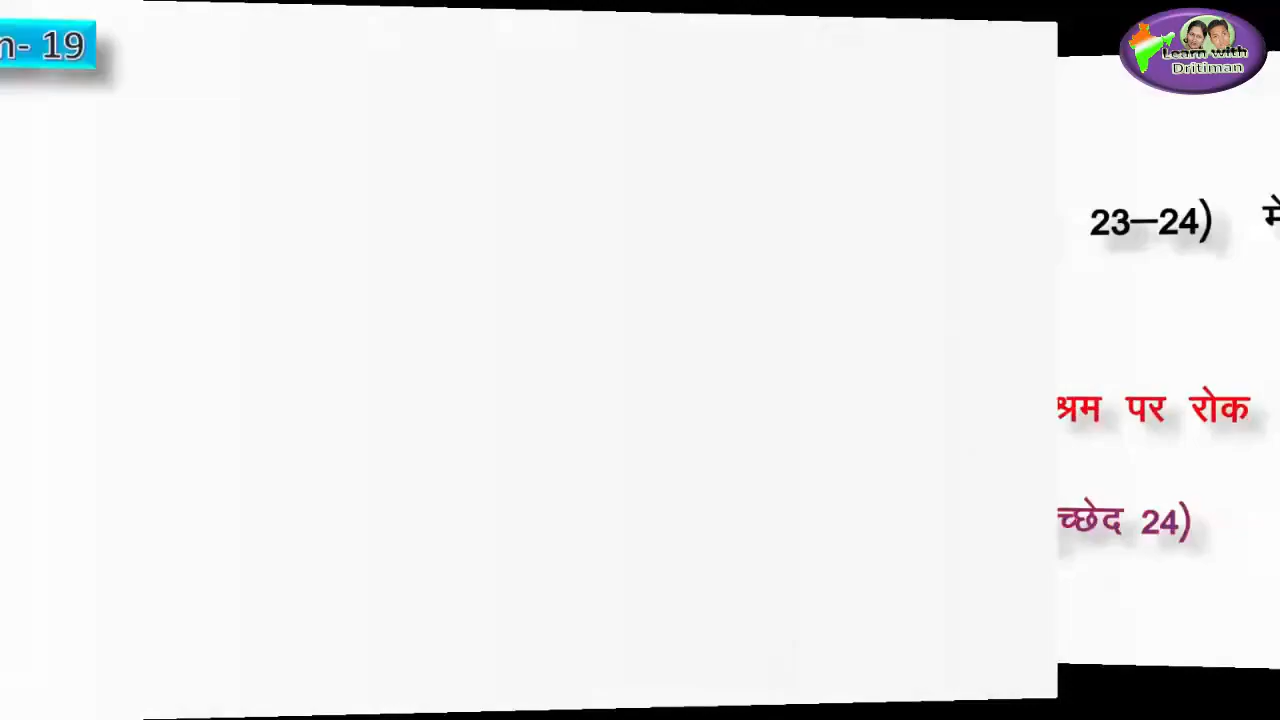 - 19
Learn with
Dritiman
23–24)
श्रम पर रोक
24)